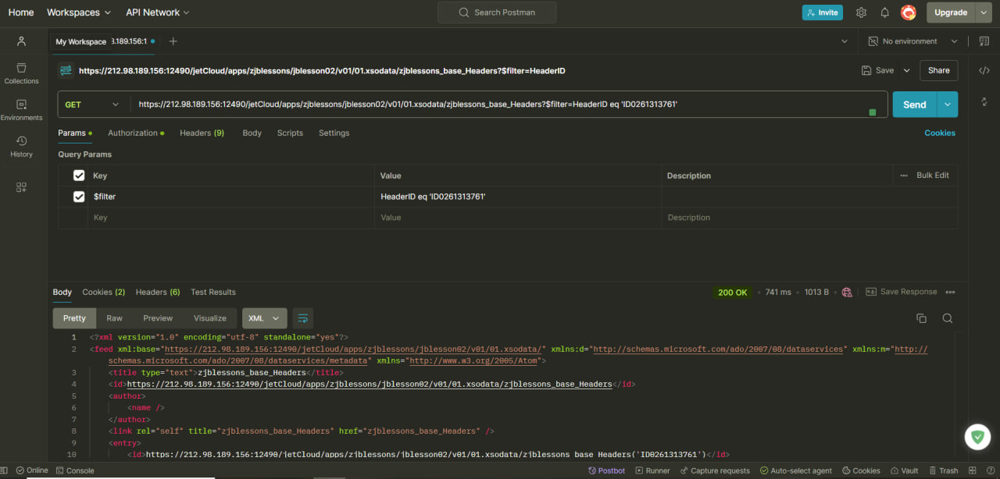 Home Workspaces API Network Search Postman Invite Upgrade
My Workspace 3.189.156:1 No environment
HTTP https://212.98.189.156:12490/jetCloud/apps/zjblessons/jblesson02/v01/01.xsodata/zjblessons_base_Headers?$filter=HeaderID Save Share
Collections
Environments
History
GET https://212.98.189.156:12490/jetCloud/apps/zjblessons/jblesson02/v01/01.xsodata/zjblessons_base_Headers?$filter=HeaderID eq 'ID0261313761' Send
Params Authorization Headers (9) Body Scripts Settings Cookies
Query Params
Key Value Description Bulk Edit
$filter HeaderID eq 'ID0261313761'
Key Value Description
Body Cookies (2) Headers (6) Test Results 200 OK 741 ms 1013 B Save Response
Pretty Raw Preview Visualize XML
1 <?xml version="1.0" encoding="utf-8" standalone="yes"?>
2 <feed xml:base="https://212.98.189.156:12490/jetCloud/apps/zjblessons/jblesson02/v01/01.xsodata/" xmlns:d="http://schemas.microsoft.com/ado/2007/08/dataservices" xmlns:m="http://
schemas.microsoft.com/ado/2007/08/dataservices/metadata" xmlns="http://www.w3.org/2005/Atom">
3 <title type="text">zjblessons_base_Headers</title>
4 <id>https://212.98.189.156:12490/jetCloud/apps/zjblessons/jblesson02/v01/01.xsodata/zjblessons_base_Headers</id>
5 <author>
6 <name />
7 </author>
8 <link rel="self" title="zjblessons_base_Headers" href="zjblessons_base_Headers" />
9 <entry>
10 <id>https://212.98.189.156:12490/jetCloud/apps/zjblessons/jblesson02/v01/01.xsodata/zjblessons_base_Headers('ID0261313761')</id>
Online Console Postbot Runner Capture requests Auto-select agent Cookies Vault Trash